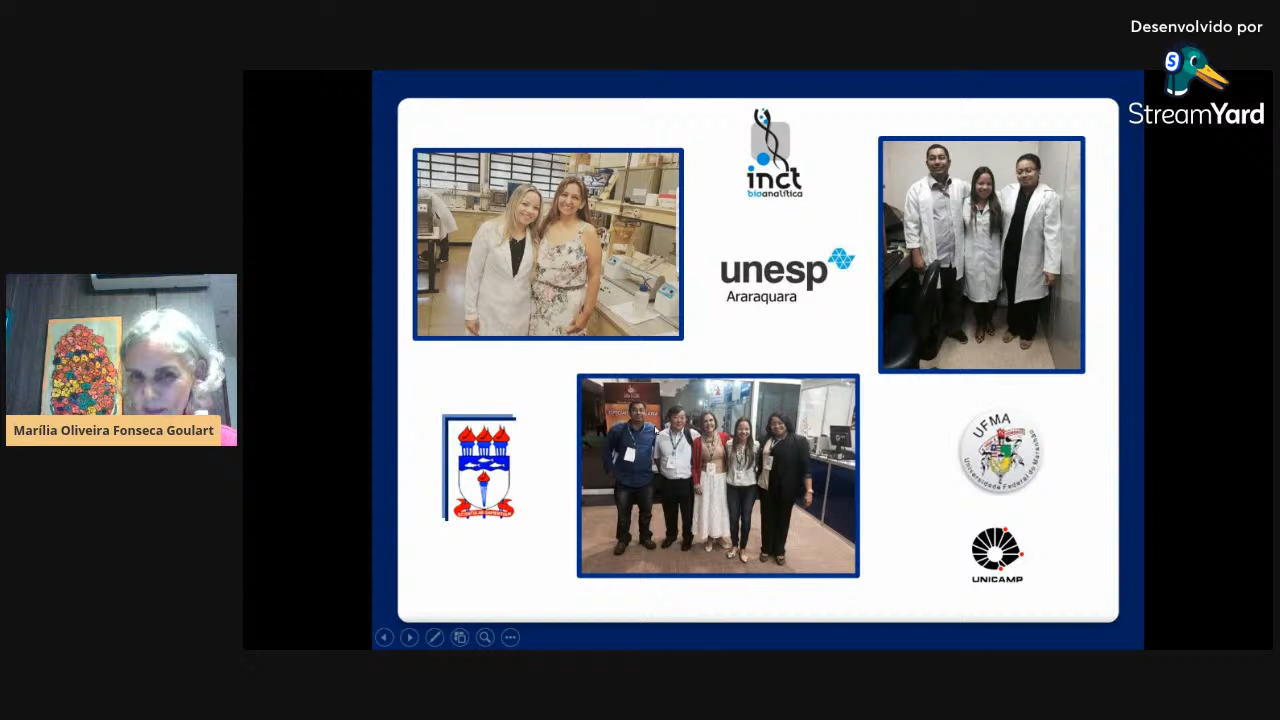 Desenvolvido por
StreamYard
inct
bioanalítica
unesp
Araraquara
Marília Oliveira Fonseca Goulart
UFMA
Universidade Federal do Maranhão
UNICAMP